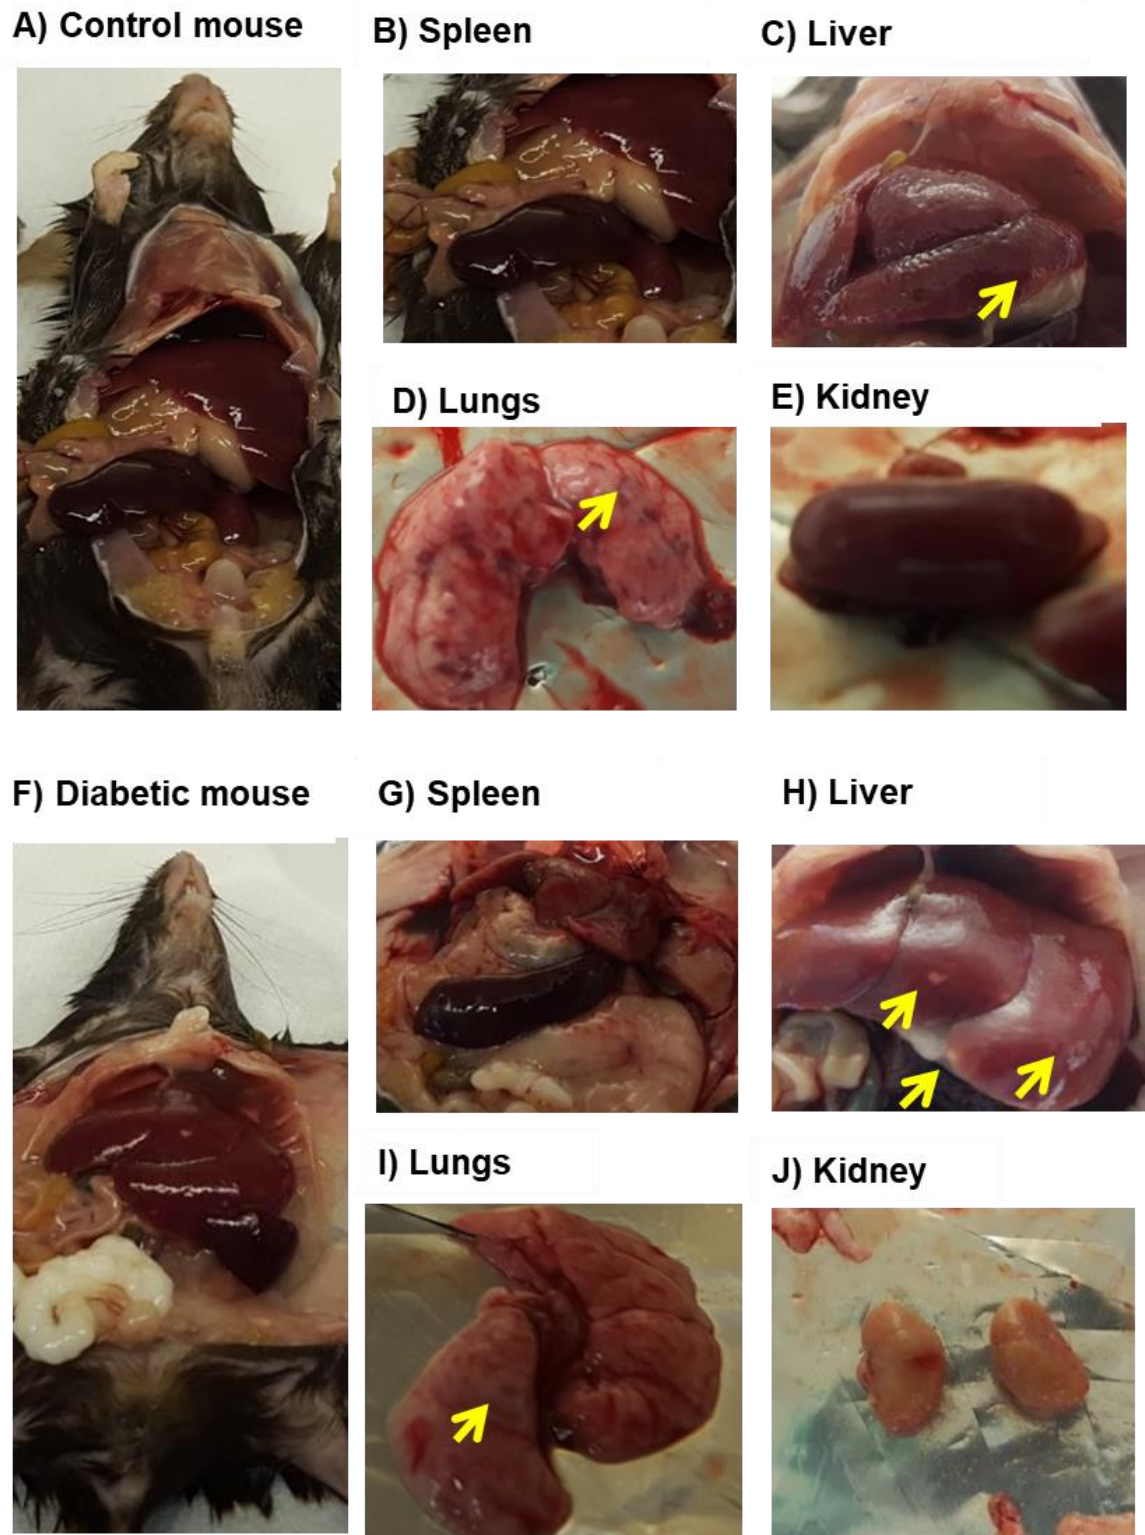 A) Control mouse
B) Spleen
C) Liver
D) Lungs
E) Kidney
F) Diabetic mouse
G) Spleen
H) Liver
I) Lungs
J) Kidney